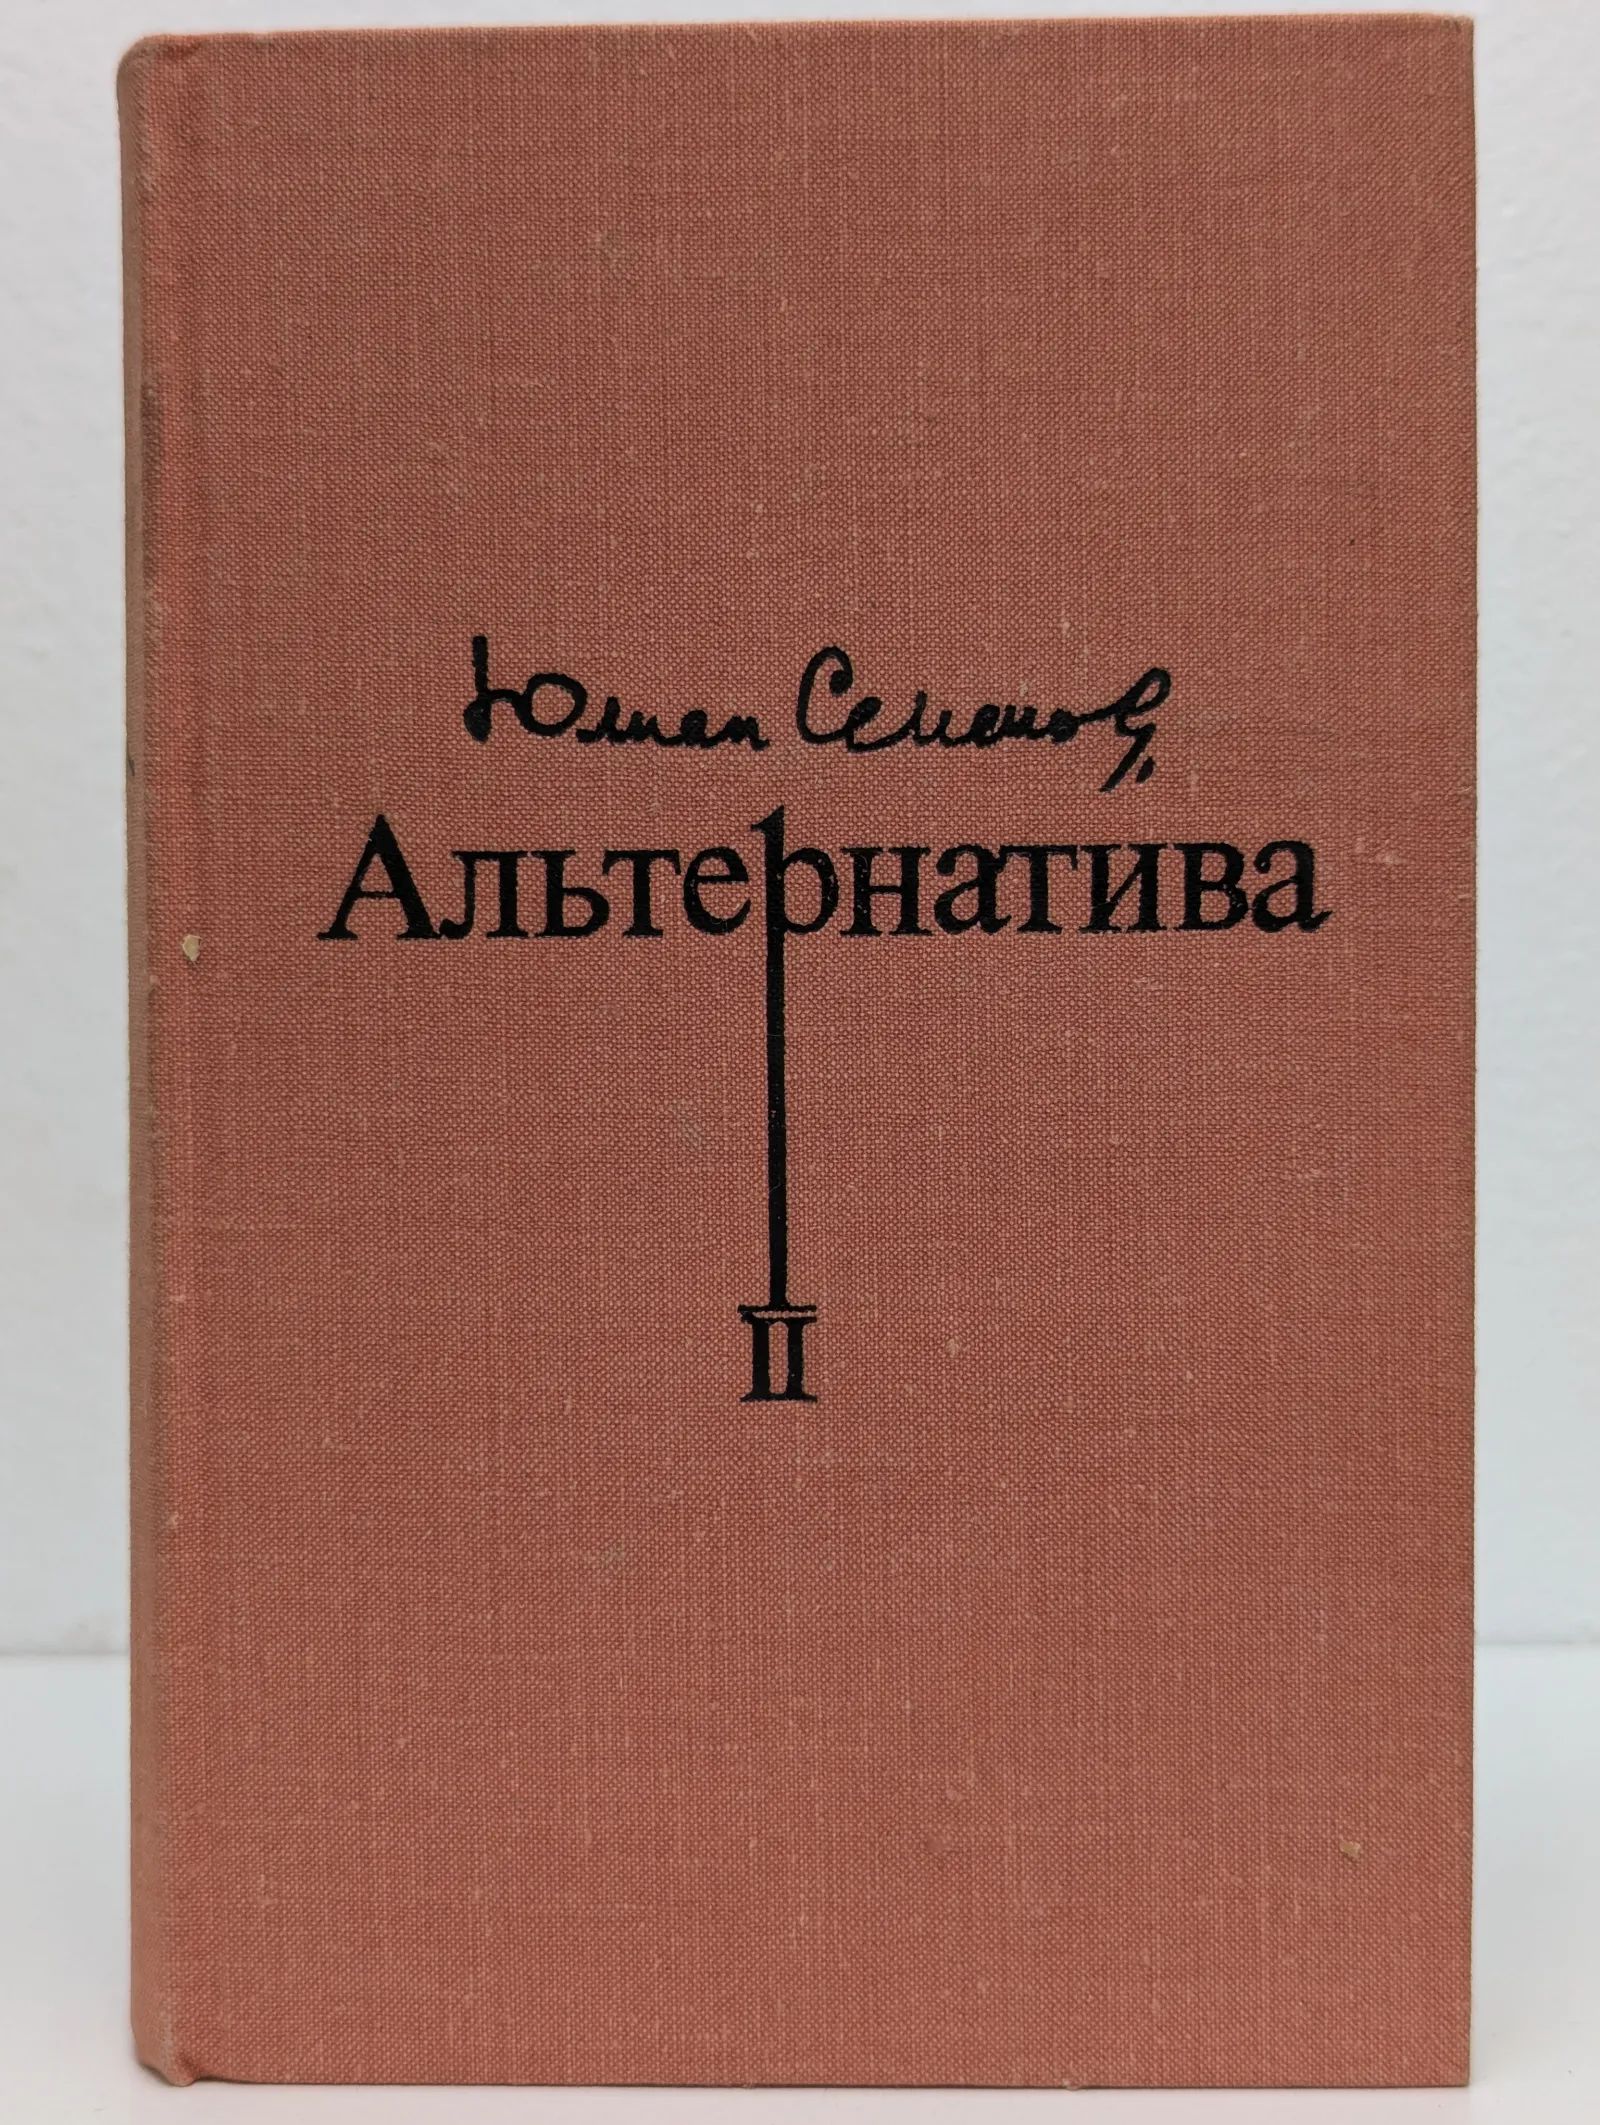 Юлиан Семенов
Альтернатива
II